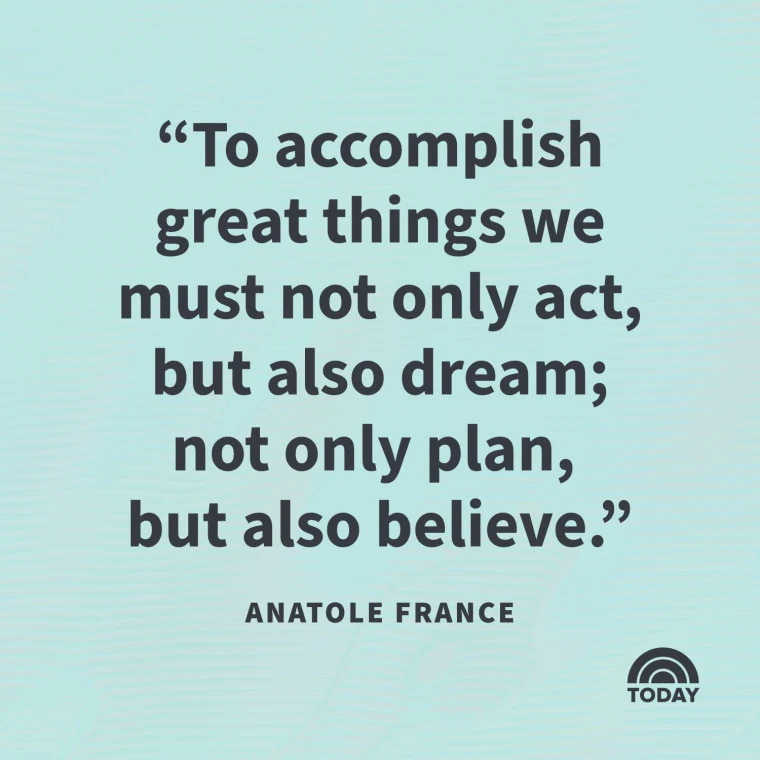 “To accomplish
great things we
must not only act,
but also dream;
not only plan,
but also believe.”
ANATOLE FRANCE
TODAY